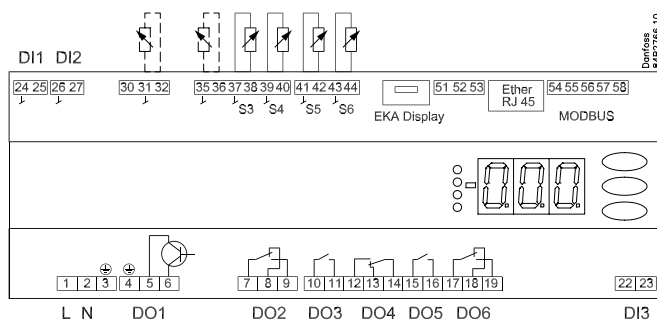 Danfoss
84B2766.10
DI1 DI2
24 25 26 27 30 31 32 35 36 37 38 39 40 41 42 43 44 51 52 53 54 55 56 57 58
S3 S4 S5 S6
EKA Display
Ether
RJ 45
MODBUS
1 2 3 4 5 6 7 8 9 10 11 12 13 14 15 16 17 18 19 22 23
L N DO1 DO2 DO3 DO4 DO5 DO6 DI3